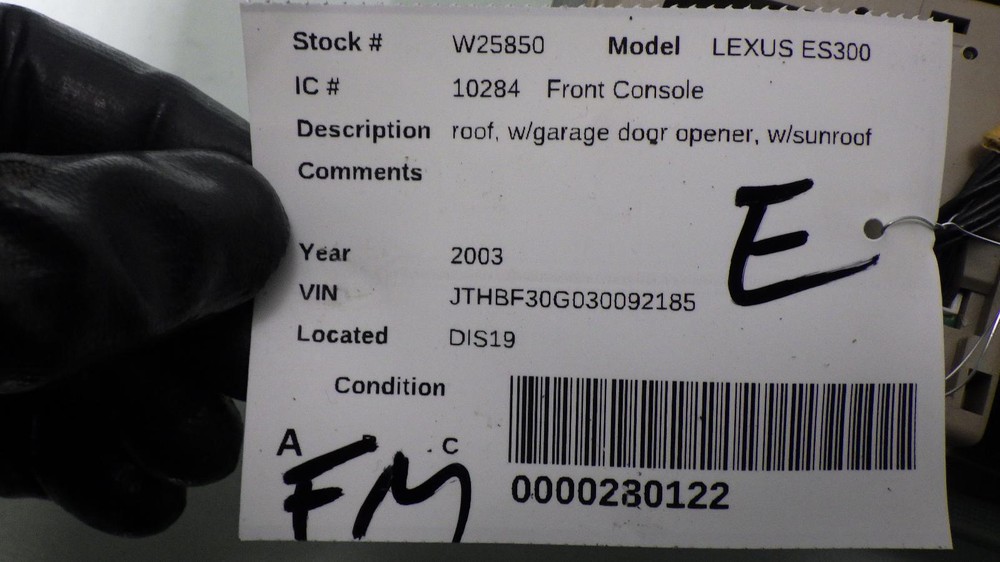 Stock # W25850 Model LEXUS ES300
IC # 10284 Front Console
Description roof, w/garage door opener, w/sunroof
Comments
E
Year 2003
VIN JTHBF30G030092185
Located DIS19
Condition
A B C
FM
0000280122